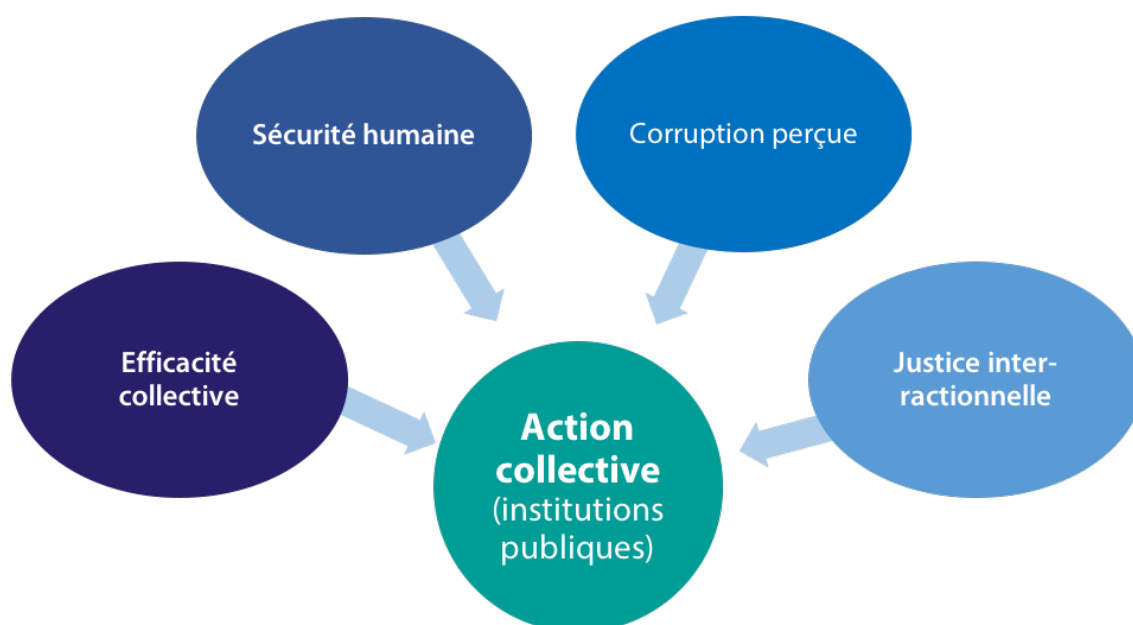 Sécurité humaine
Corruption perçue
Efficacité
collective
Justice inter-
ractionnelle
Action
collective
(institutions
publiques)